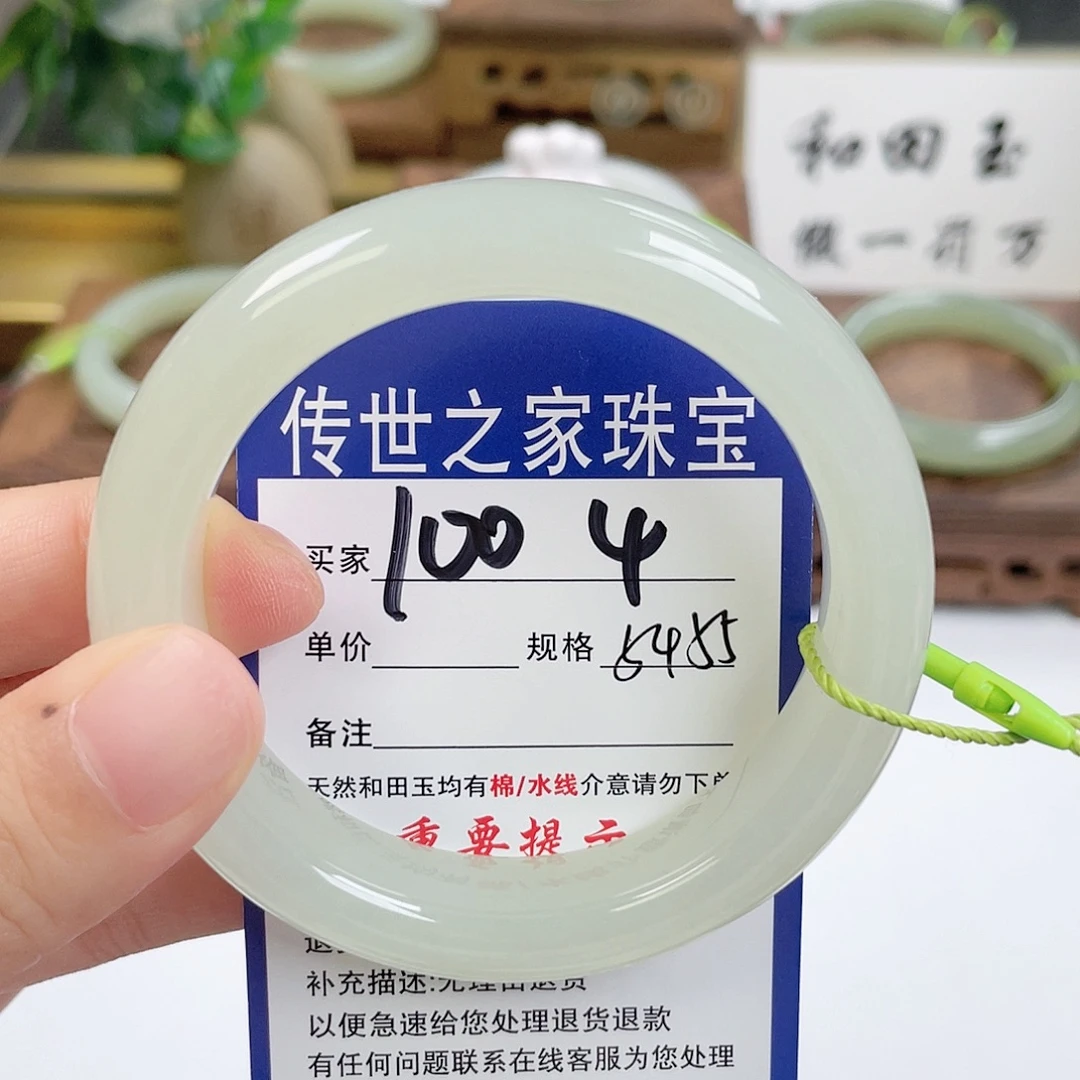 和田玉
假一斤万
传世之家珠宝
买家 100 4
单价 规格 5485
备注
天然和田玉均有棉/水线介意请勿下单
重要提示
补充描述:无理由退货
以便急速给您处理退货退款
有任何问题联系在线客服为您处理